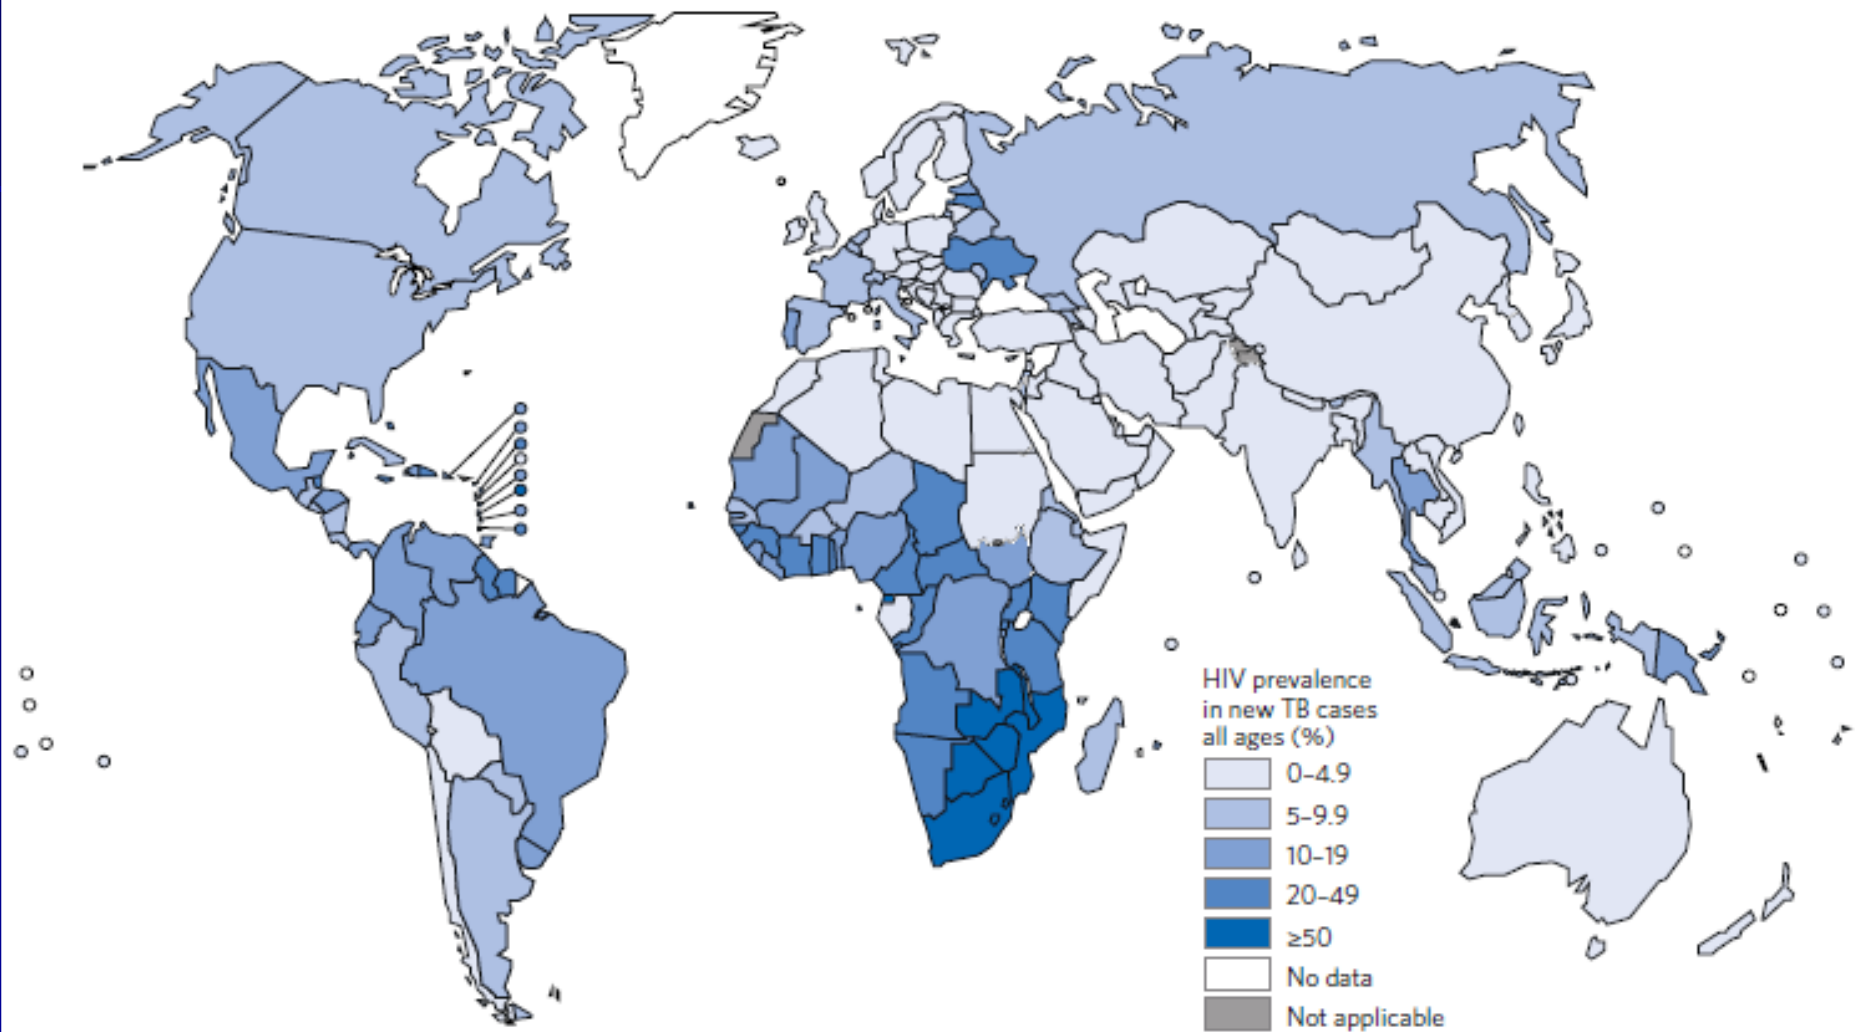 HIV prevalence
in new TB cases
all ages (%)
0–4.9
5–9.9
10–19
20–49
≥50
No data
Not applicable